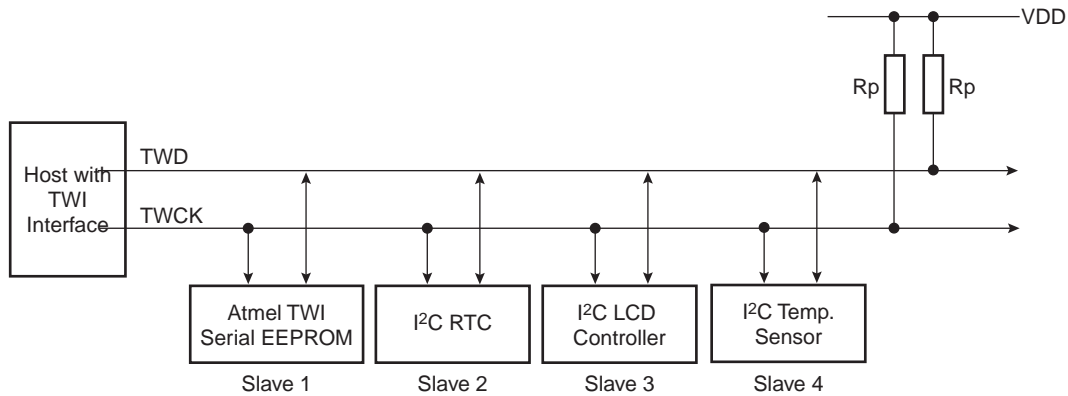 VDD
Rp
Rp
Host with
TWI
Interface
TWD
TWCK
Atmel TWI
Serial EEPROM
I²C RTC
I²C LCD
Controller
I²C Temp.
Sensor
Slave 1
Slave 2
Slave 3
Slave 4